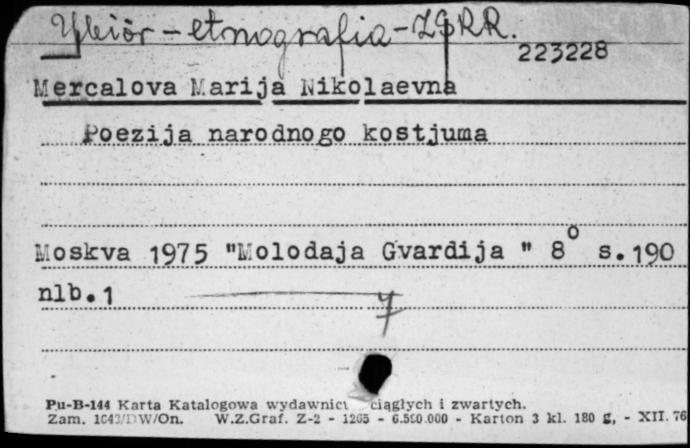 Ubiór - etnografia - ZSRR.
223228
Mercalova Marija Nikolaevna
Poezija narodnogo kostjuma
Moskva 1975 "Molodaja Gvardija " 8° s.190
nlb.1
Pu-B-144 Karta Katalogowa wydawnict ciągłych i zwartych.
Zam. W.Z.Graf. Z-2 - 1265 - 6.500.000 - Karton 3 kl. 180 g, - XII. 76